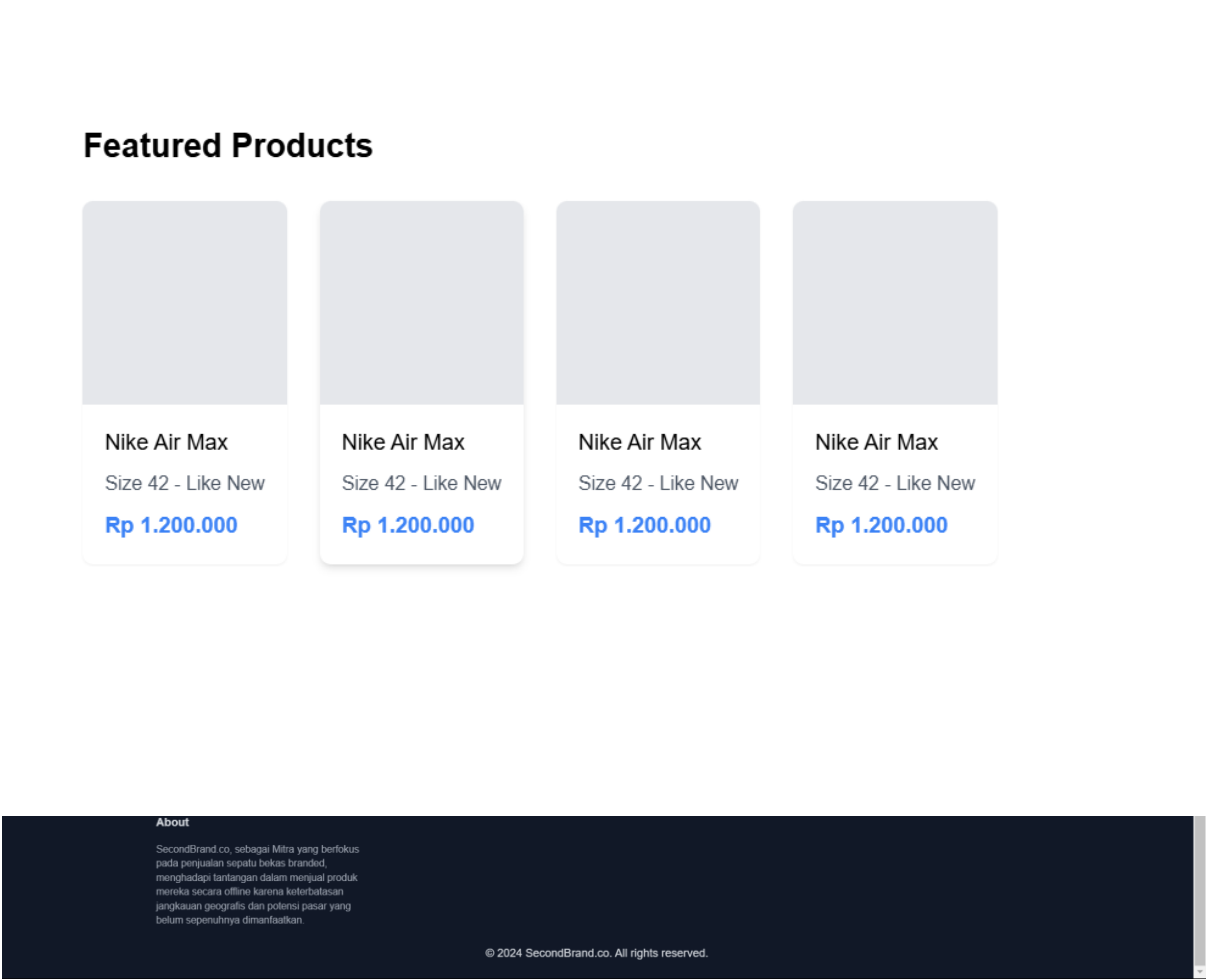 Featured Products
Nike Air Max
Size 42 - Like New
Rp 1.200.000
Nike Air Max
Size 42 - Like New
Rp 1.200.000
Nike Air Max
Size 42 - Like New
Rp 1.200.000
Nike Air Max
Size 42 - Like New
Rp 1.200.000
About
SecondBrand.co, sebagai Mitra yang berfokus
pada penjualan sepatu bekas branded,
menghadapi tantangan dalam menjual produk
mereka secara offline karena keterbatasan
jangkauan geografis dan potensi pasar yang
belum sepenuhnya dimanfaatkan.
© 2024 SecondBrand.co. All rights reserved.